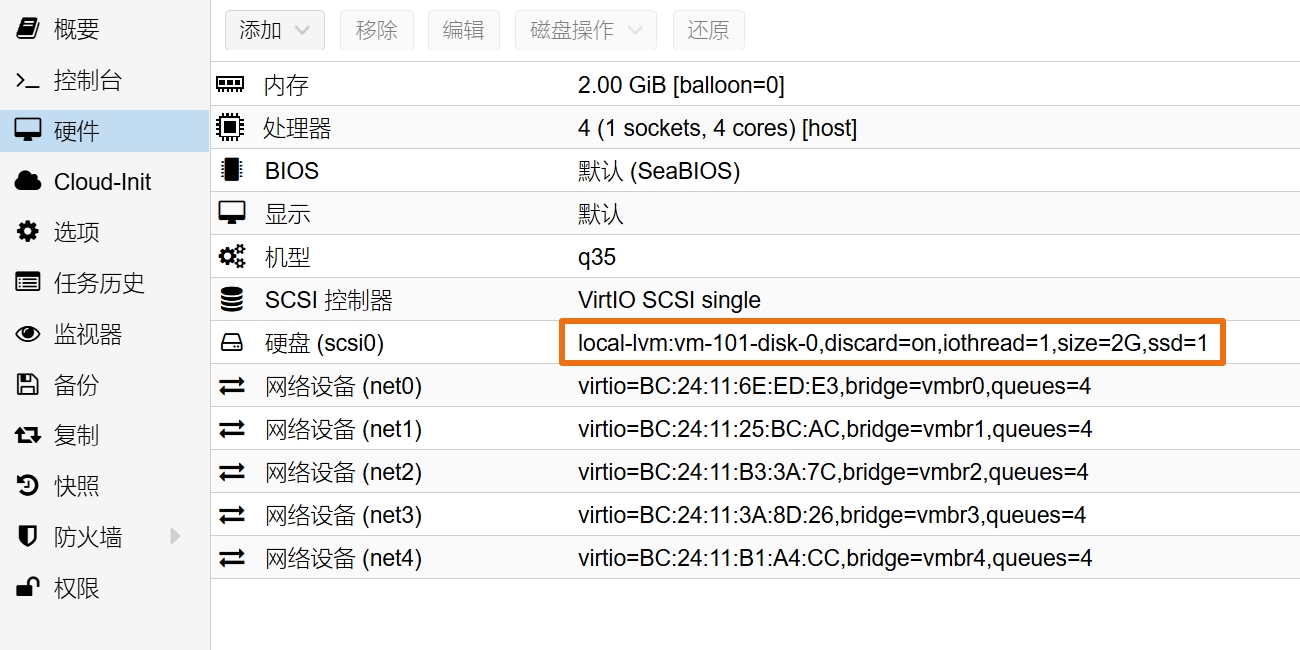 概要
控制台
硬件
Cloud-Init
选项
任务历史
监视器
备份
复制
快照
防火墙
权限
添加 移除 编辑 磁盘操作 还原
内存 2.00 GiB [balloon=0]
处理器 4 (1 sockets, 4 cores) [host]
BIOS 默认 (SeaBIOS)
显示 默认
机型 q35
SCSI 控制器 VirtIO SCSI single
硬盘 (scsi0) local-lvm:vm-101-disk-0,discard=on,iothread=1,size=2G,ssd=1
网络设备 (net0) virtio=BC:24:11:6E:ED:E3,bridge=vmbr0,queues=4
网络设备 (net1) virtio=BC:24:11:25:BC:AC,bridge=vmbr1,queues=4
网络设备 (net2) virtio=BC:24:11:B3:3A:7C,bridge=vmbr2,queues=4
网络设备 (net3) virtio=BC:24:11:3A:8D:26,bridge=vmbr3,queues=4
网络设备 (net4) virtio=BC:24:11:B1:A4:CC,bridge=vmbr4,queues=4